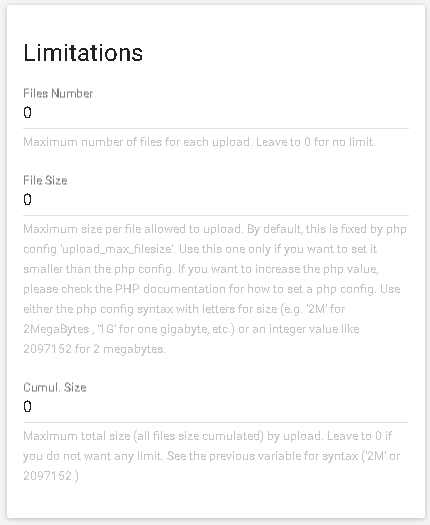 Limitations
Files Number
0
Maximum number of files for each upload. Leave to 0 for no limit.
File Size
0
Maximum size per file allowed to upload. By default, this is fixed by php
config 'upload_max_filesize'. Use this one only if you want to set it
smaller than the php config. If you want to increase the php value,
please check the PHP documentation for how to set a php config. Use
either the php config syntax with letters for size (e.g. '2M' for
2MegaBytes , '1G' for one gigabyte, etc.) or an integer value like
2097152 for 2 megabytes.
Cumul. Size
0
Maximum total size (all files size cumulated) by upload. Leave to 0 if
you do not want any limit. See the previous variable for syntax ('2M' or
2097152 )